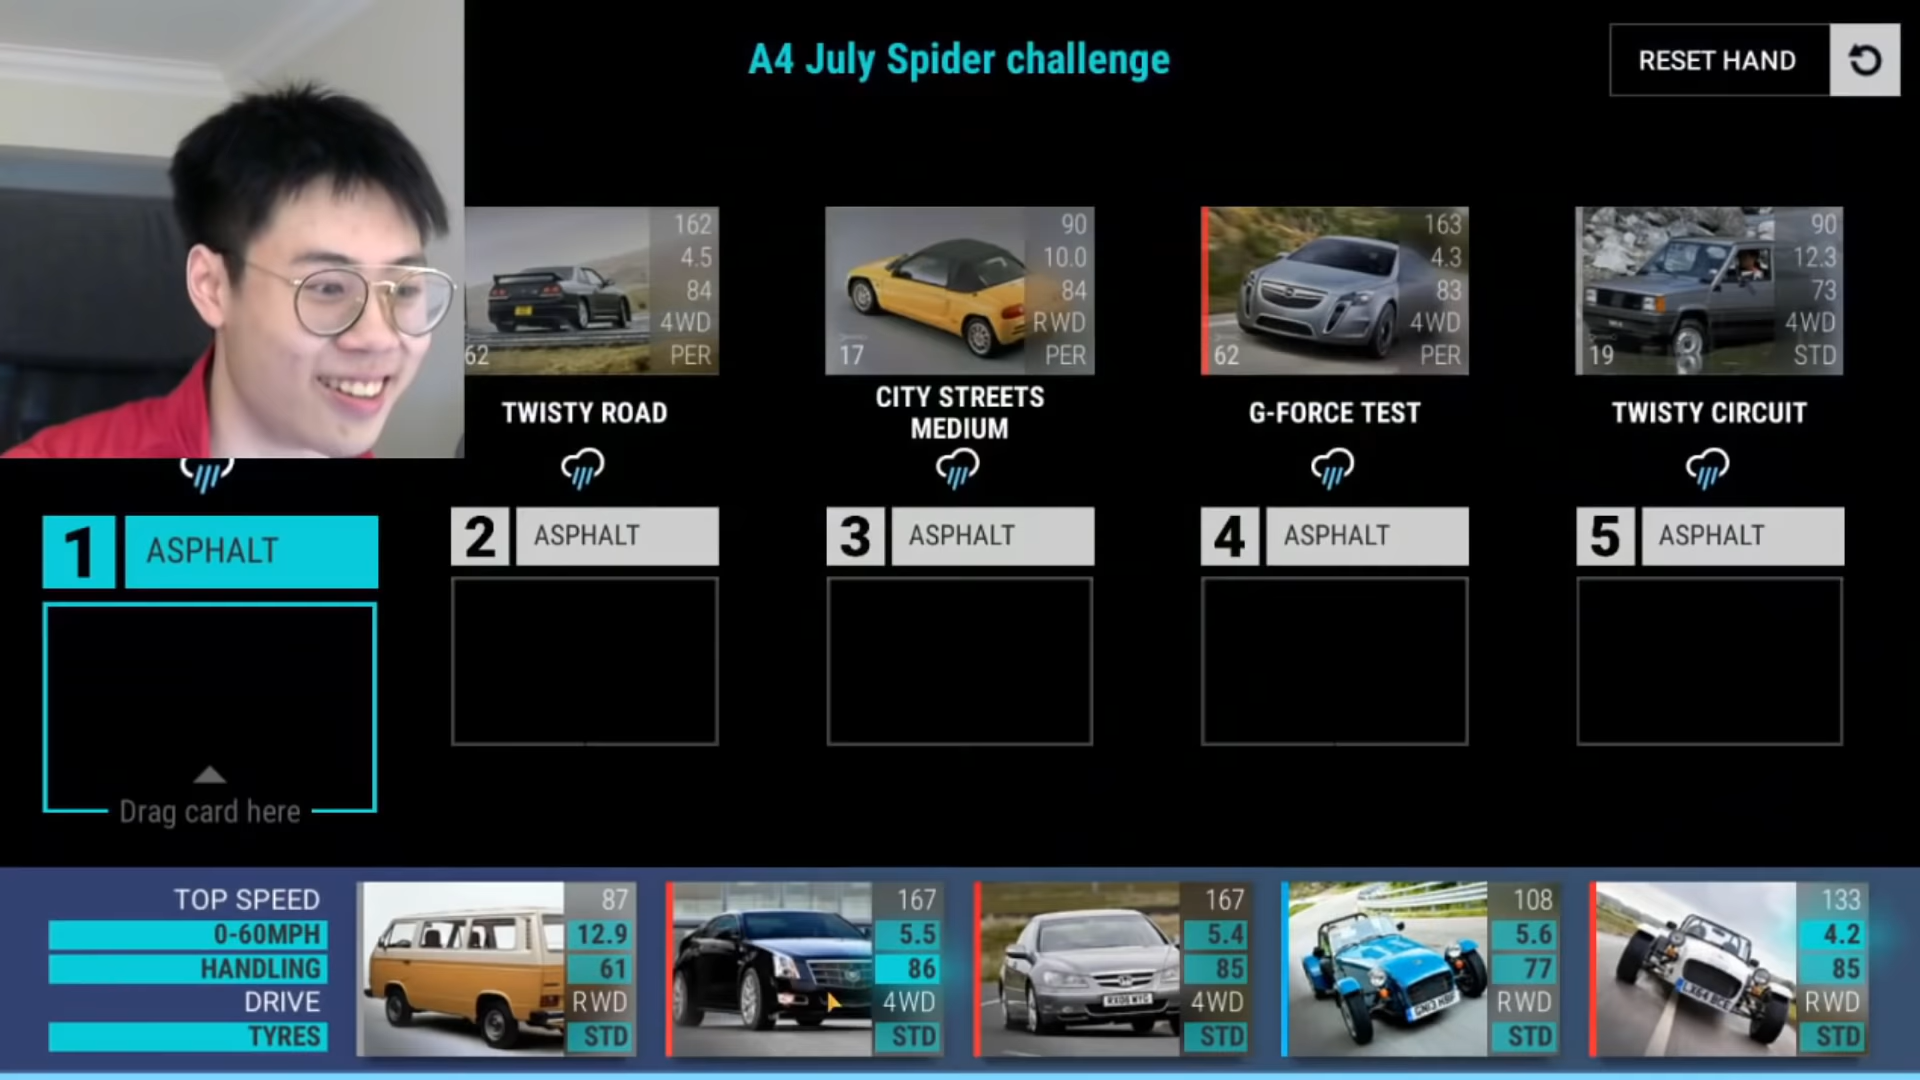 A4 July Spider challenge
RESET HAND
162
4.5
84
4WD
PER
62
TWISTY ROAD
90
10.0
84
RWD
PER
17
CITY STREETS
MEDIUM
163
4.3
83
4WD
PER
62
G-FORCE TEST
90
12.3
73
4WD
STD
19
TWISTY CIRCUIT
1 ASPHALT
2 ASPHALT
3 ASPHALT
4 ASPHALT
5 ASPHALT
Drag card here
TOP SPEED
0-60MPH
HANDLING
DRIVE
TYRES
87
12.9
61
RWD
STD
167
5.5
86
4WD
STD
167
5.4
85
4WD
STD
108
5.6
77
RWD
STD
133
4.2
85
RWD
STD